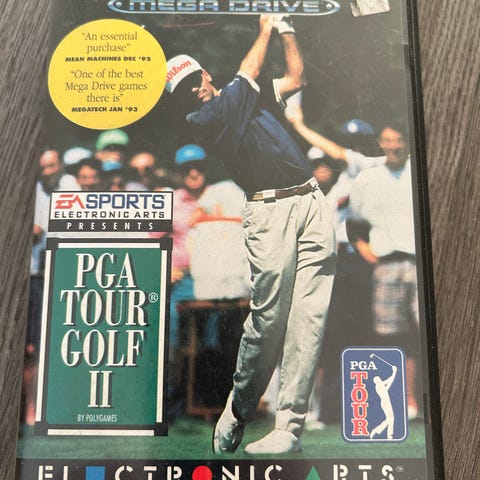 MEGA DRIVE
"An essential
purchase"
MEAN MACHINES DEC '92
"One of the best
Mega Drive games
there is"
MEGATECH JAN '93
Wilson
EA SPORTS
ELECTRONIC ARTS
PRESENTS
PGA
TOUR®
GOLF
II
BY POLYGAMES
PGA
TOUR
ELECTRONIC ARTS™